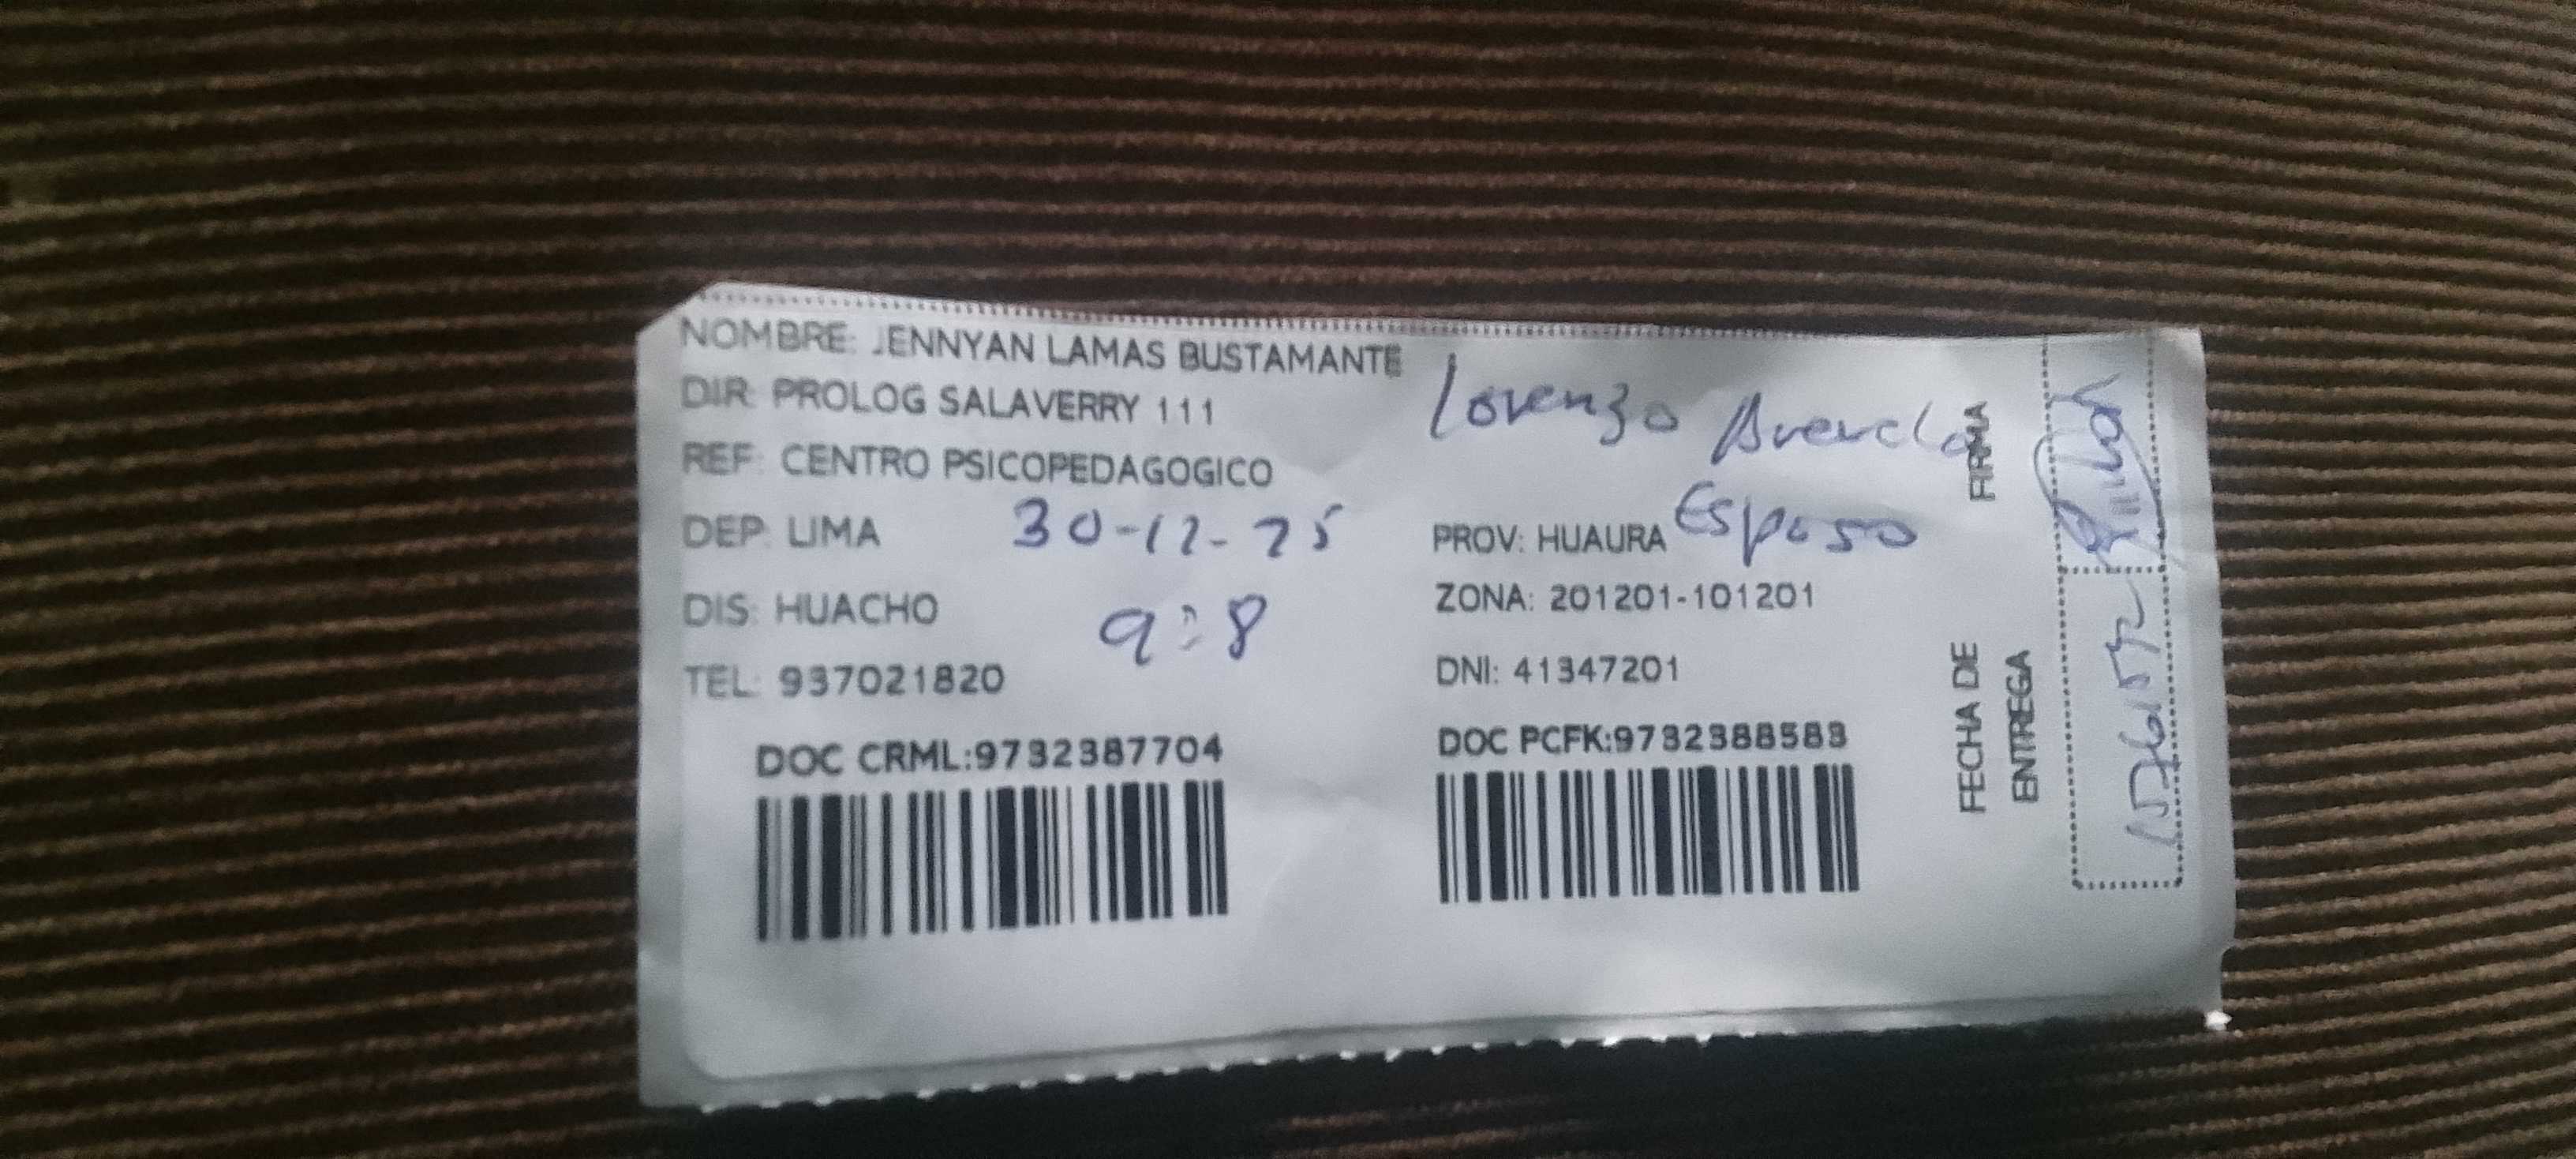 NOMBRE: JENNYAN LAMAS BUSTAMANTE
DIR: PROLOG SALAVERRY 111
Lorenzo
REF: CENTRO PSICOPEDAGOGICO
DEP: LIMA 30-12-25
PROV: HUAURA Esposo
DIS: HUACHO 9:8
ZONA: 201201-101201
TEL: 937021820
DNI: 41347201
DOC CRML:9732387704
DOC PCFK:9732388583
FIRMA
FECHA DE
ENTREGA